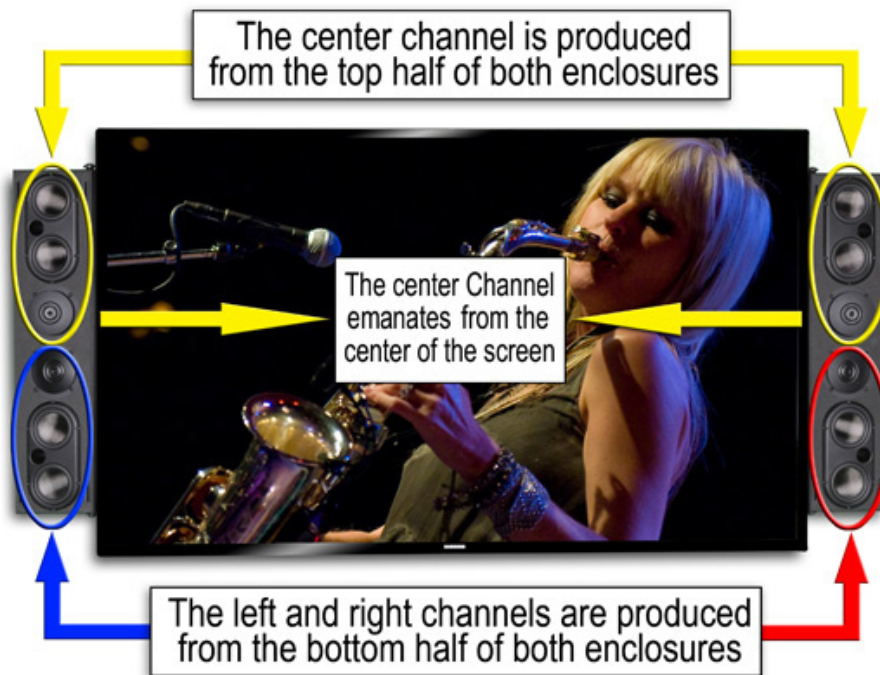 The center channel is produced
from the top half of both enclosures
The center Channel
emanates from the
center of the screen
The left and right channels are produced
from the bottom half of both enclosures